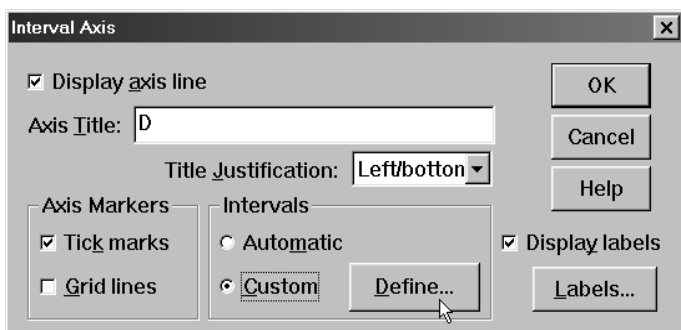 Interval Axis
Display axis line
OK
Axis Title: D
Cancel
Title Justification: Left/botton
Help
Axis Markers
Intervals
Tick marks
Automatic
Display labels
Grid lines
Custom
Define...
Labels...